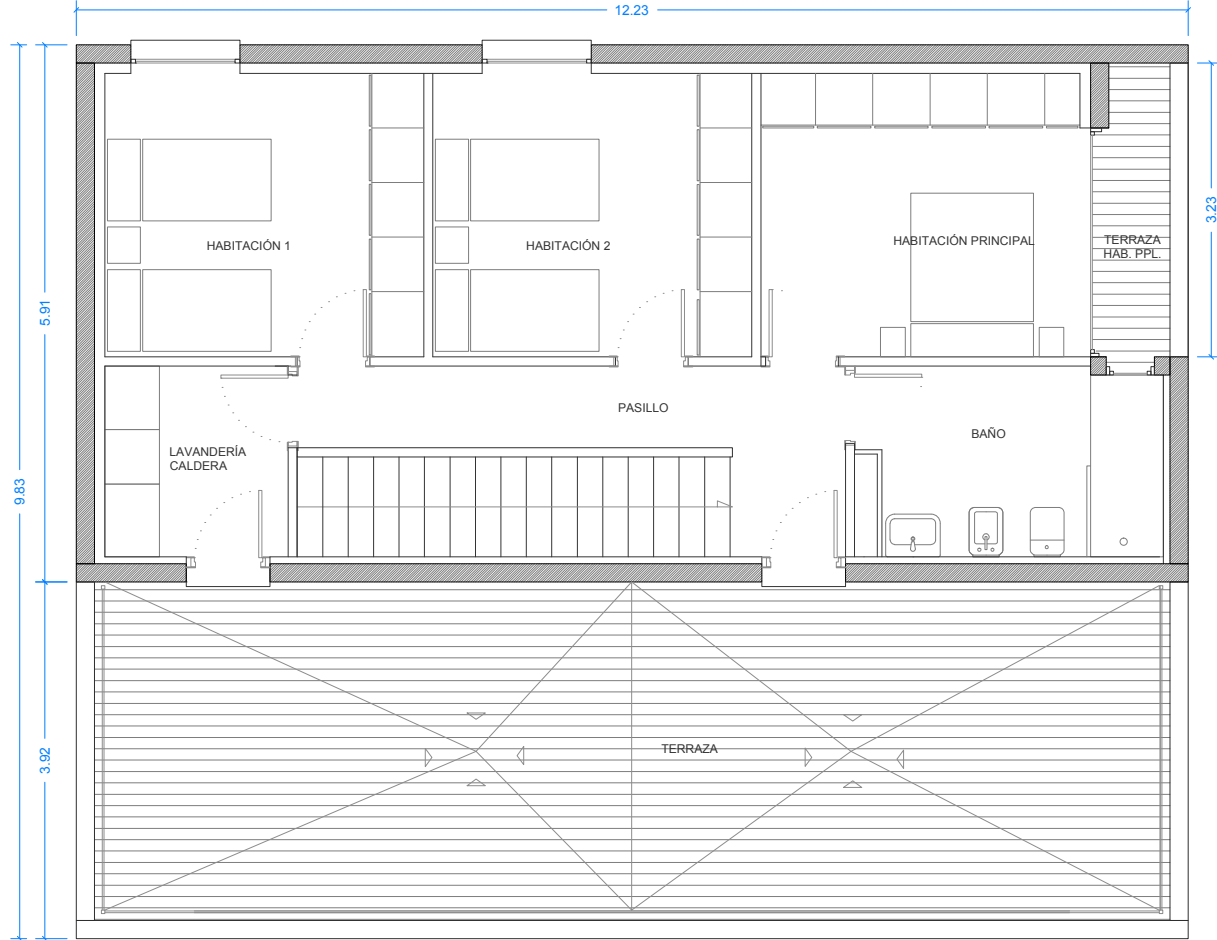 12.23
HABITACIÓN 1
HABITACIÓN 2
HABITACIÓN PRINCIPAL
TERRAZA
HAB. PPL.
3.23
5.91
PASILLO
BAÑO
LAVANDERÍA
CALDERA
9.83
TERRAZA
3.92